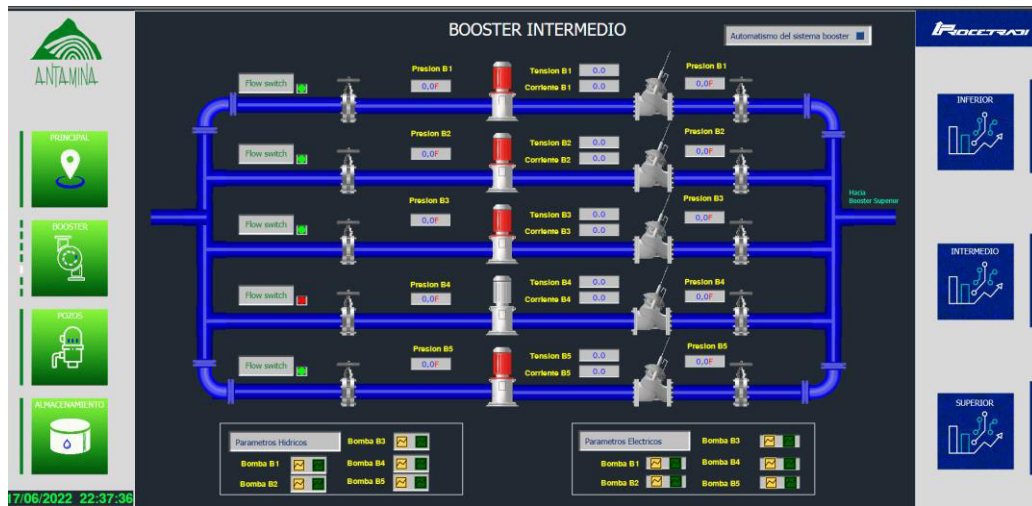 BOOSTER INTERMEDIO
Automatismo del sistema booster
ANTAMINA
PRINCIPAL
BOOSTER
POZOS
ALMACENAMIENTO
17/06/2022 22:37:36
Flow switch
Presion B1
0,0F
Tension B1 0.0
Corriente B1 0.0
Presion B1
0,0F
Flow switch
Presion B2
0,0F
Tension B2 0.0
Corriente B2 0.0
Presion B2
0,0F
Flow switch
Presion B3
0,0F
Tension B3 0.0
Corriente B3 0.0
Presion B3
0,0F
Flow switch
Presion B4
0,0F
Tension B4 0.0
Corriente B4 0.0
Presion B4
0,0F
Flow switch
Presion B5
0,0F
Tension B5 0.0
Corriente B5 0.0
Presion B5
0,0F
Hacia
Booster Superior
Parametros Hidricos
Bomba B3
Bomba B1
Bomba B4
Bomba B2
Bomba B5
Parametros Electricos
Bomba B3
Bomba B1
Bomba B4
Bomba B2
Bomba B5
INFERIOR
INTERMEDIO
SUPERIOR